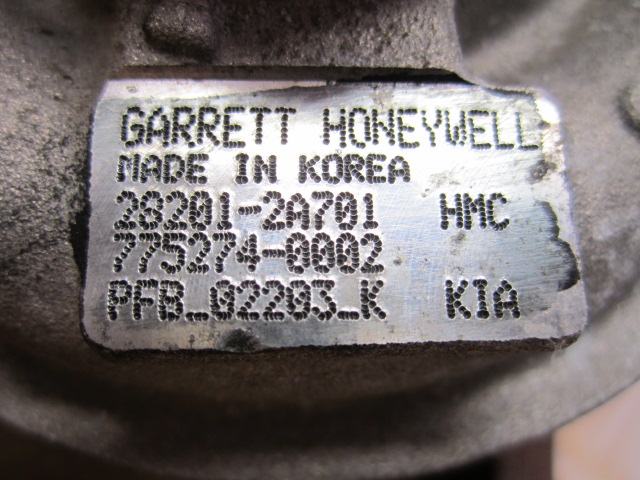 GARRETT HONEYWELL
MADE IN KOREA
28201-2A701 HMC
775274-0002
PFB_02203_K KIA